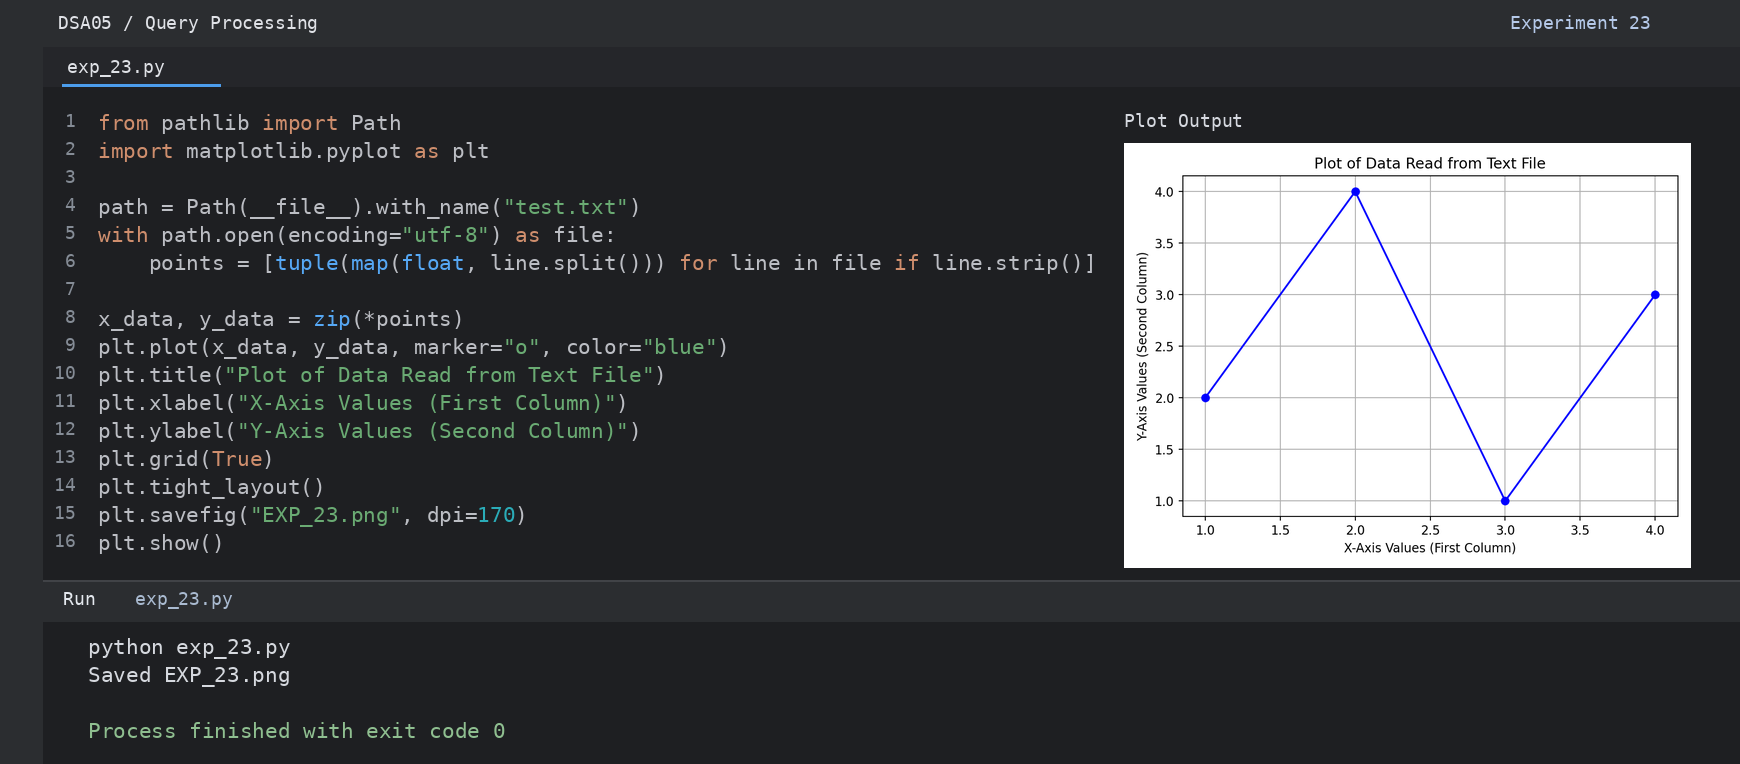 DSA05 / Query Processing
Experiment 23
exp_23.py
1 from pathlib import Path
2 import matplotlib.pyplot as plt
3
4 path = Path(__file__).with_name("test.txt")
5 with path.open(encoding="utf-8") as file:
6     points = [tuple(map(float, line.split())) for line in file if line.strip()]
7
8 x_data, y_data = zip(*points)
9 plt.plot(x_data, y_data, marker="o", color="blue")
10 plt.title("Plot of Data Read from Text File")
11 plt.xlabel("X-Axis Values (First Column)")
12 plt.ylabel("Y-Axis Values (Second Column)")
13 plt.grid(True)
14 plt.tight_layout()
15 plt.savefig("EXP_23.png", dpi=170)
16 plt.show()
Plot Output
Plot of Data Read from Text File
Y-Axis Values (Second Column)
4.0
3.5
3.0
2.5
2.0
1.5
1.0
1.0 1.5 2.0 2.5 3.0 3.5 4.0
X-Axis Values (First Column)
Run exp_23.py
python exp_23.py
Saved EXP_23.png
Process finished with exit code 0